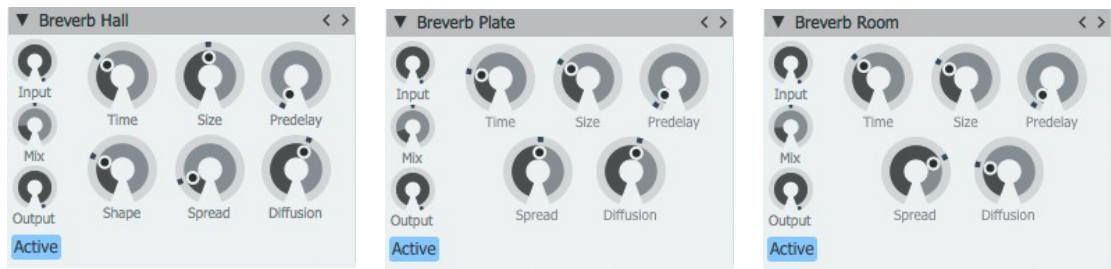 Breverb Hall
Input
Time
Size
Predelay
Mix
Shape
Spread
Diffusion
Output
Active
Breverb Plate
Input
Time
Size
Predelay
Mix
Spread
Diffusion
Output
Active
Breverb Room
Input
Time
Size
Predelay
Mix
Spread
Diffusion
Output
Active